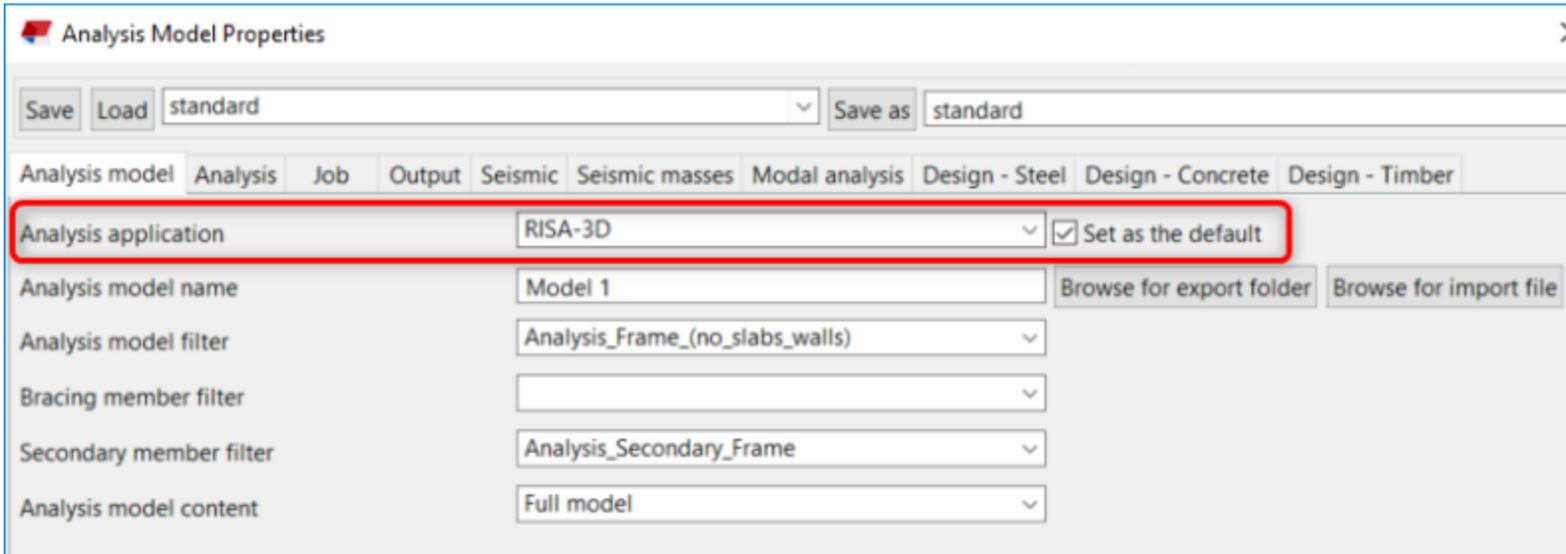 Analysis Model Properties
Save Load standard Save as standard
Analysis model Analysis Job Output Seismic Seismic masses Modal analysis Design - Steel Design - Concrete Design - Timber
Analysis application RISA-3D Set as the default
Analysis model name Model 1 Browse for export folder Browse for import file
Analysis model filter Analysis_Frame_(no_slabs_walls)
Bracing member filter
Secondary member filter Analysis_Secondary_Frame
Analysis model content Full model